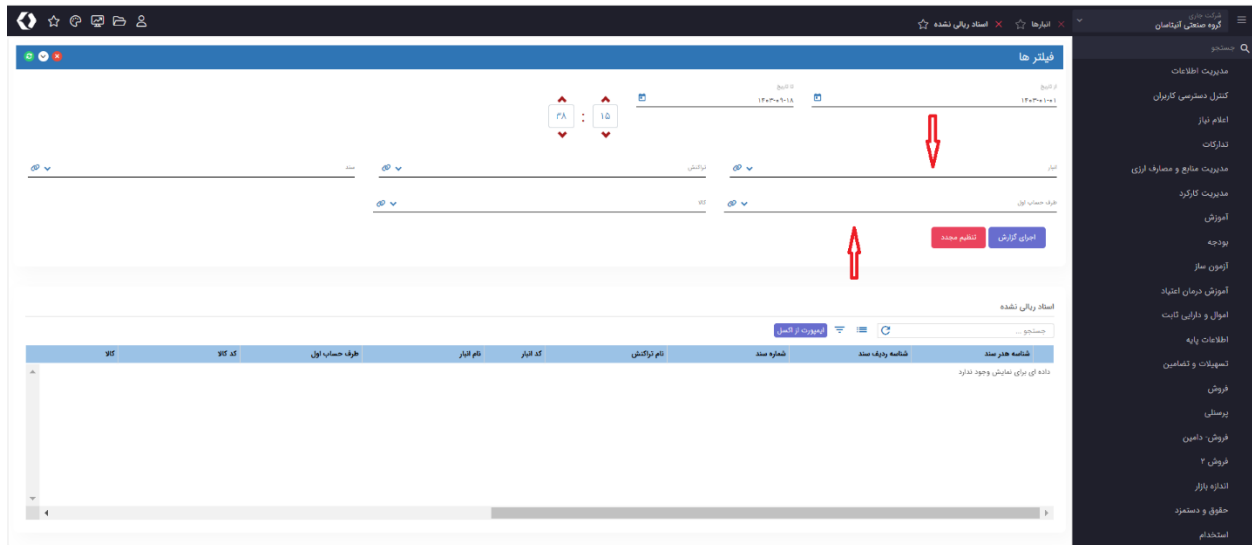 شرکت جاری
گروه صنعتی آنیتاسان
انبارها
اسناد ریالی نشده
جستجو
مدیریت اطلاعات
کنترل دسترسی کاربران
اعلام نیاز
تدارکات
مدیریت منابع و مصارف ارزی
مدیریت کارکرد
آموزش
بودجه
آزمون ساز
آموزش درمان اعتیاد
اموال و دارایی ثابت
اطلاعات پایه
تسهیلات و تضامین
فروش
پرسنلی
فروش- دامین
فروش ۲
اندازه بازار
حقوق و دستمزد
استخدام
فیلتر ها
از تاریخ
۱۴۰۳-۰۱-۰۱
تا تاریخ
۱۴۰۳-۰۹-۱۸
۱۵ : ۳۸
انبار
تراکنش
سند
طرف حساب اول
کالا
اجرای گزارش
تنظیم مجدد
اسناد ریالی نشده
جستجو ...
ایمپورت از اکسل
شناسه هدر سند شناسه ردیف سند شماره سند نام تراکنش کد انبار نام انبار طرف حساب اول کد کالا کالا
داده ای برای نمایش وجود ندارد